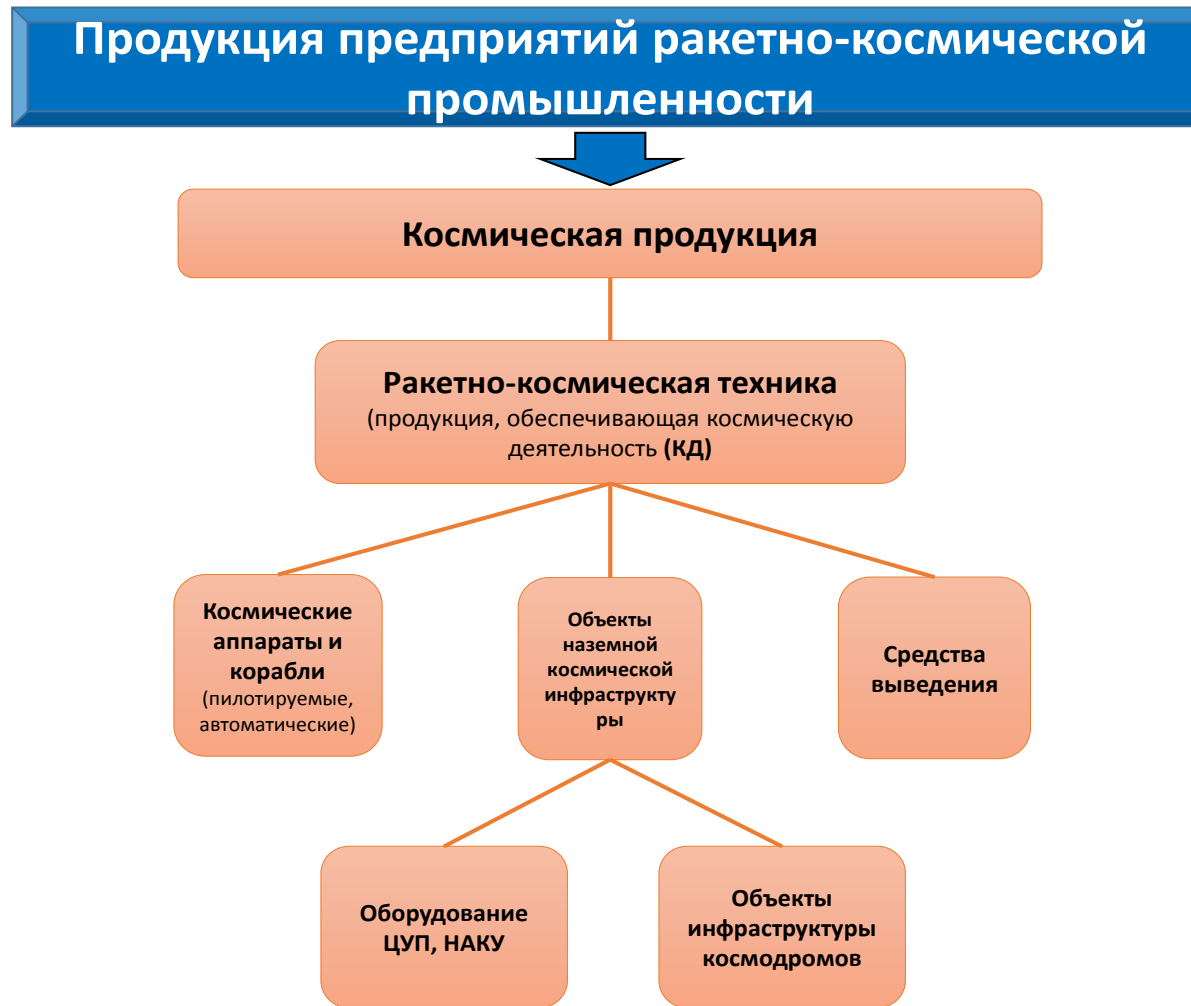 Продукция предприятий ракетно-космической
промышленности
Космическая продукция
Ракетно-космическая техника
(продукция, обеспечивающая космическую
деятельность (КД)
Космические
аппараты и
корабли
(пилотируемые,
автоматические)
Объекты
наземной
космической
инфраструкту
ры
Средства
выведения
Оборудование
ЦУП, НАКУ
Объекты
инфраструктуры
космодромов